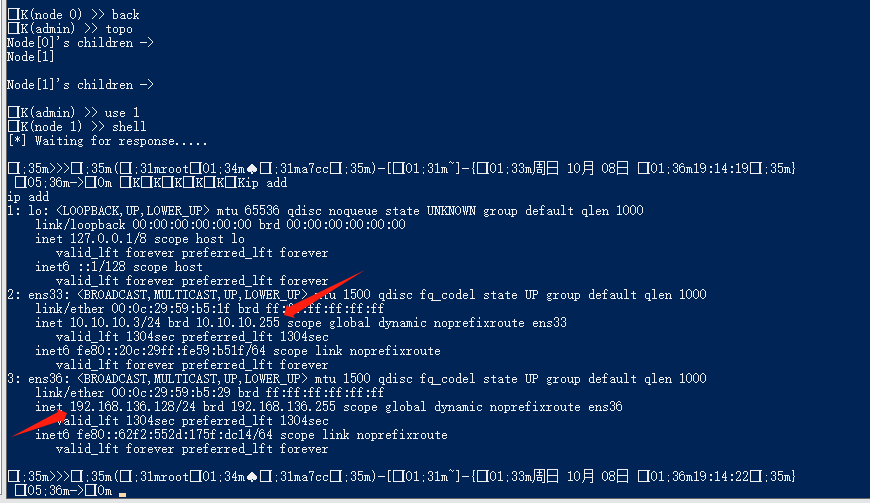 □K(node 0) >> back
□K(admin) >> topo
Node[0]'s children ->
Node[1]
Node[1]'s children ->
□K(admin) >> use 1
□K(node 1) >> shell
[*] Waiting for response.....
□[;35m>>>□[;35m(□[;31mroot□[01;34m♠□[;31ma7cc□[;35m)-[□[01;31m~]-{□[01;33m周日 10月 08日 □[01;36m19:14:19□[;35m}
□[05;36m->□[0m □K□K□K□K□K□Kip add
ip add
1: lo: <LOOPBACK,UP,LOWER_UP> mtu 65536 qdisc noqueue state UNKNOWN group default qlen 1000
link/loopback 00:00:00:00:00:00 brd 00:00:00:00:00:00
inet 127.0.0.1/8 scope host lo
valid_lft forever preferred_lft forever
inet6 ::1/128 scope host
valid_lft forever preferred_lft forever
2: ens33: <BROADCAST,MULTICAST,UP,LOWER_UP> mtu 1500 qdisc fq_codel state UP group default qlen 1000
link/ether 00:0c:29:59:b5:1f brd ff:ff:ff:ff:ff:ff
inet 10.10.10.3/24 brd 10.10.10.255 scope global dynamic noprefixroute ens33
valid_lft 1304sec preferred_lft 1304sec
inet6 fe80::20c:29ff:fe59:b51f/64 scope link noprefixroute
valid_lft forever preferred_lft forever
3: ens36: <BROADCAST,MULTICAST,UP,LOWER_UP> mtu 1500 qdisc fq_codel state UP group default qlen 1000
link/ether 00:0c:29:59:b5:29 brd ff:ff:ff:ff:ff:ff
inet 192.168.136.128/24 brd 192.168.136.255 scope global dynamic noprefixroute ens36
valid_lft 1304sec preferred_lft 1304sec
inet6 fe80::62f2:552d:175f:dc14/64 scope link noprefixroute
valid_lft forever preferred_lft forever
□[;35m>>>□[;35m(□[;31mroot□[01;34m♠□[;31ma7cc□[;35m)-[□[01;31m~]-{□[01;33m周日 10月 08日 □[01;36m19:14:22□[;35m}
□[05;36m->□[0m